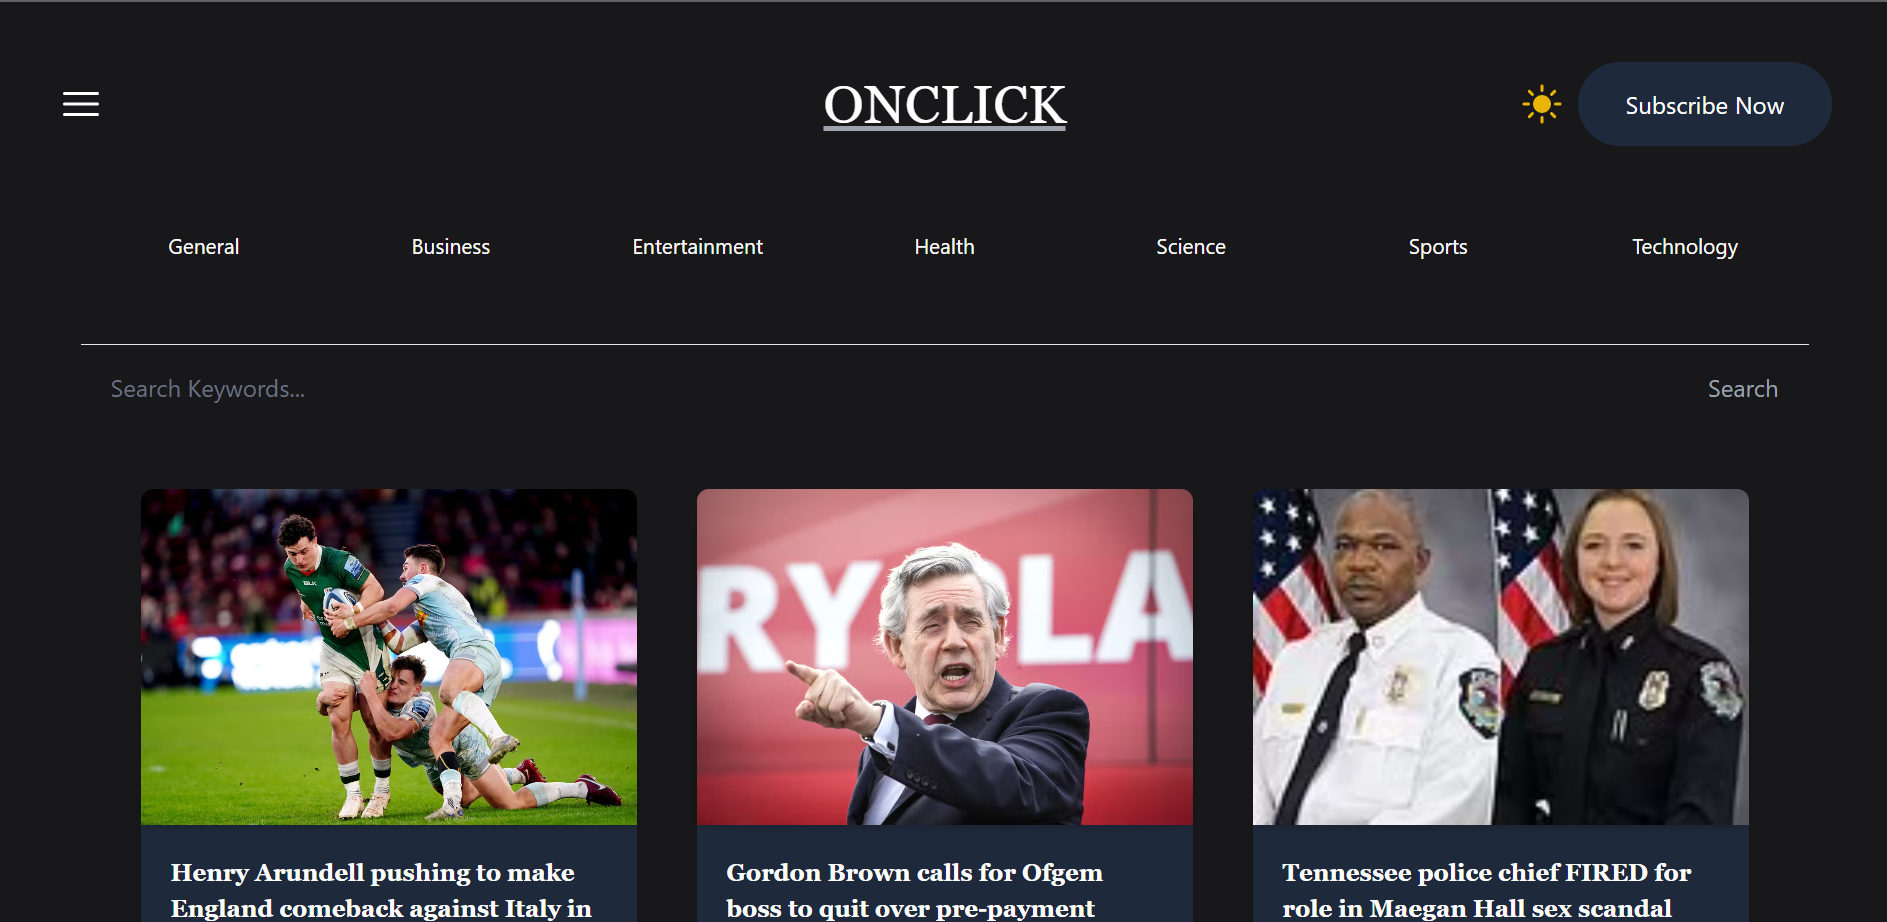 ONCLICK
Subscribe Now
General
Business
Entertainment
Health
Science
Sports
Technology
Search Keywords...
Search
RY
LA
Henry Arundell pushing to make
England comeback against Italy in
Gordon Brown calls for Ofgem
boss to quit over pre-payment
Tennessee police chief FIRED for
role in Maegan Hall sex scandal